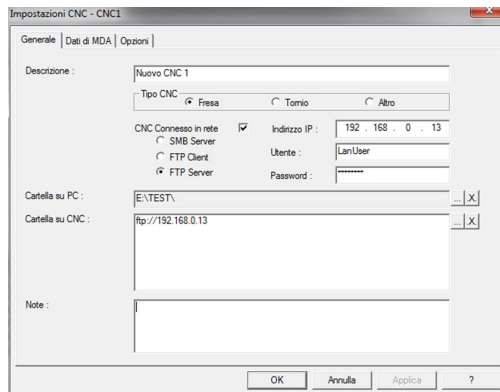 Impostazioni CNC - CNC1
Generale Dati di MDA Opzioni
Descrizione : Nuovo CNC 1
Tipo CNC
Fresa Tornio Altro
CNC Connesso in rete Indirizzo IP : 192 . 168 . 0 . 13
SMB Server
Utente : LanUser
FTP Client
FTP Server Password : ********
Cartella su PC : E:\TEST\ ... .X.
Cartella su CNC : ftp://192.168.0.13 ... .X.
Note :
OK Annulla Applica ?